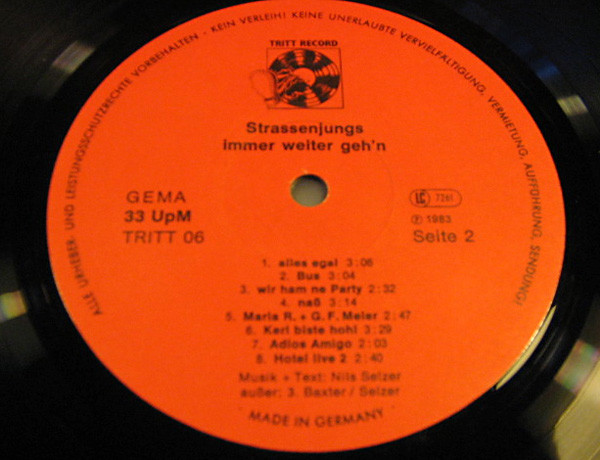 ALLE URHEBER- UND LEISTUNGSSCHUTZRECHTE VORBEHALTEN - KEIN VERLEIH! KEINE UNERLAUBTE VERVIELFÄLTIGUNG, VERMIETUNG, AUFFÜHRUNG, SENDUNG!
TRITT RECORD
Strassenjungs
immer weiter geh'n
GEMA
33 UpM
TRITT 06
LC 7261
Ⓟ 1983
Seite 2
1. alles egal 3:06
2. Bus 3:04
3. wir ham ne Party 2:32
4. naß 3:14
5. Maria R. + G. F. Meier 2:47
6. Karl biste hohl 3:29
7. Adios Amigo 2:03
8. Hotel live 2 2:40
Musik + Text: Nils Selzer
außer: 3. Baxter / Selzer
MADE IN GERMANY